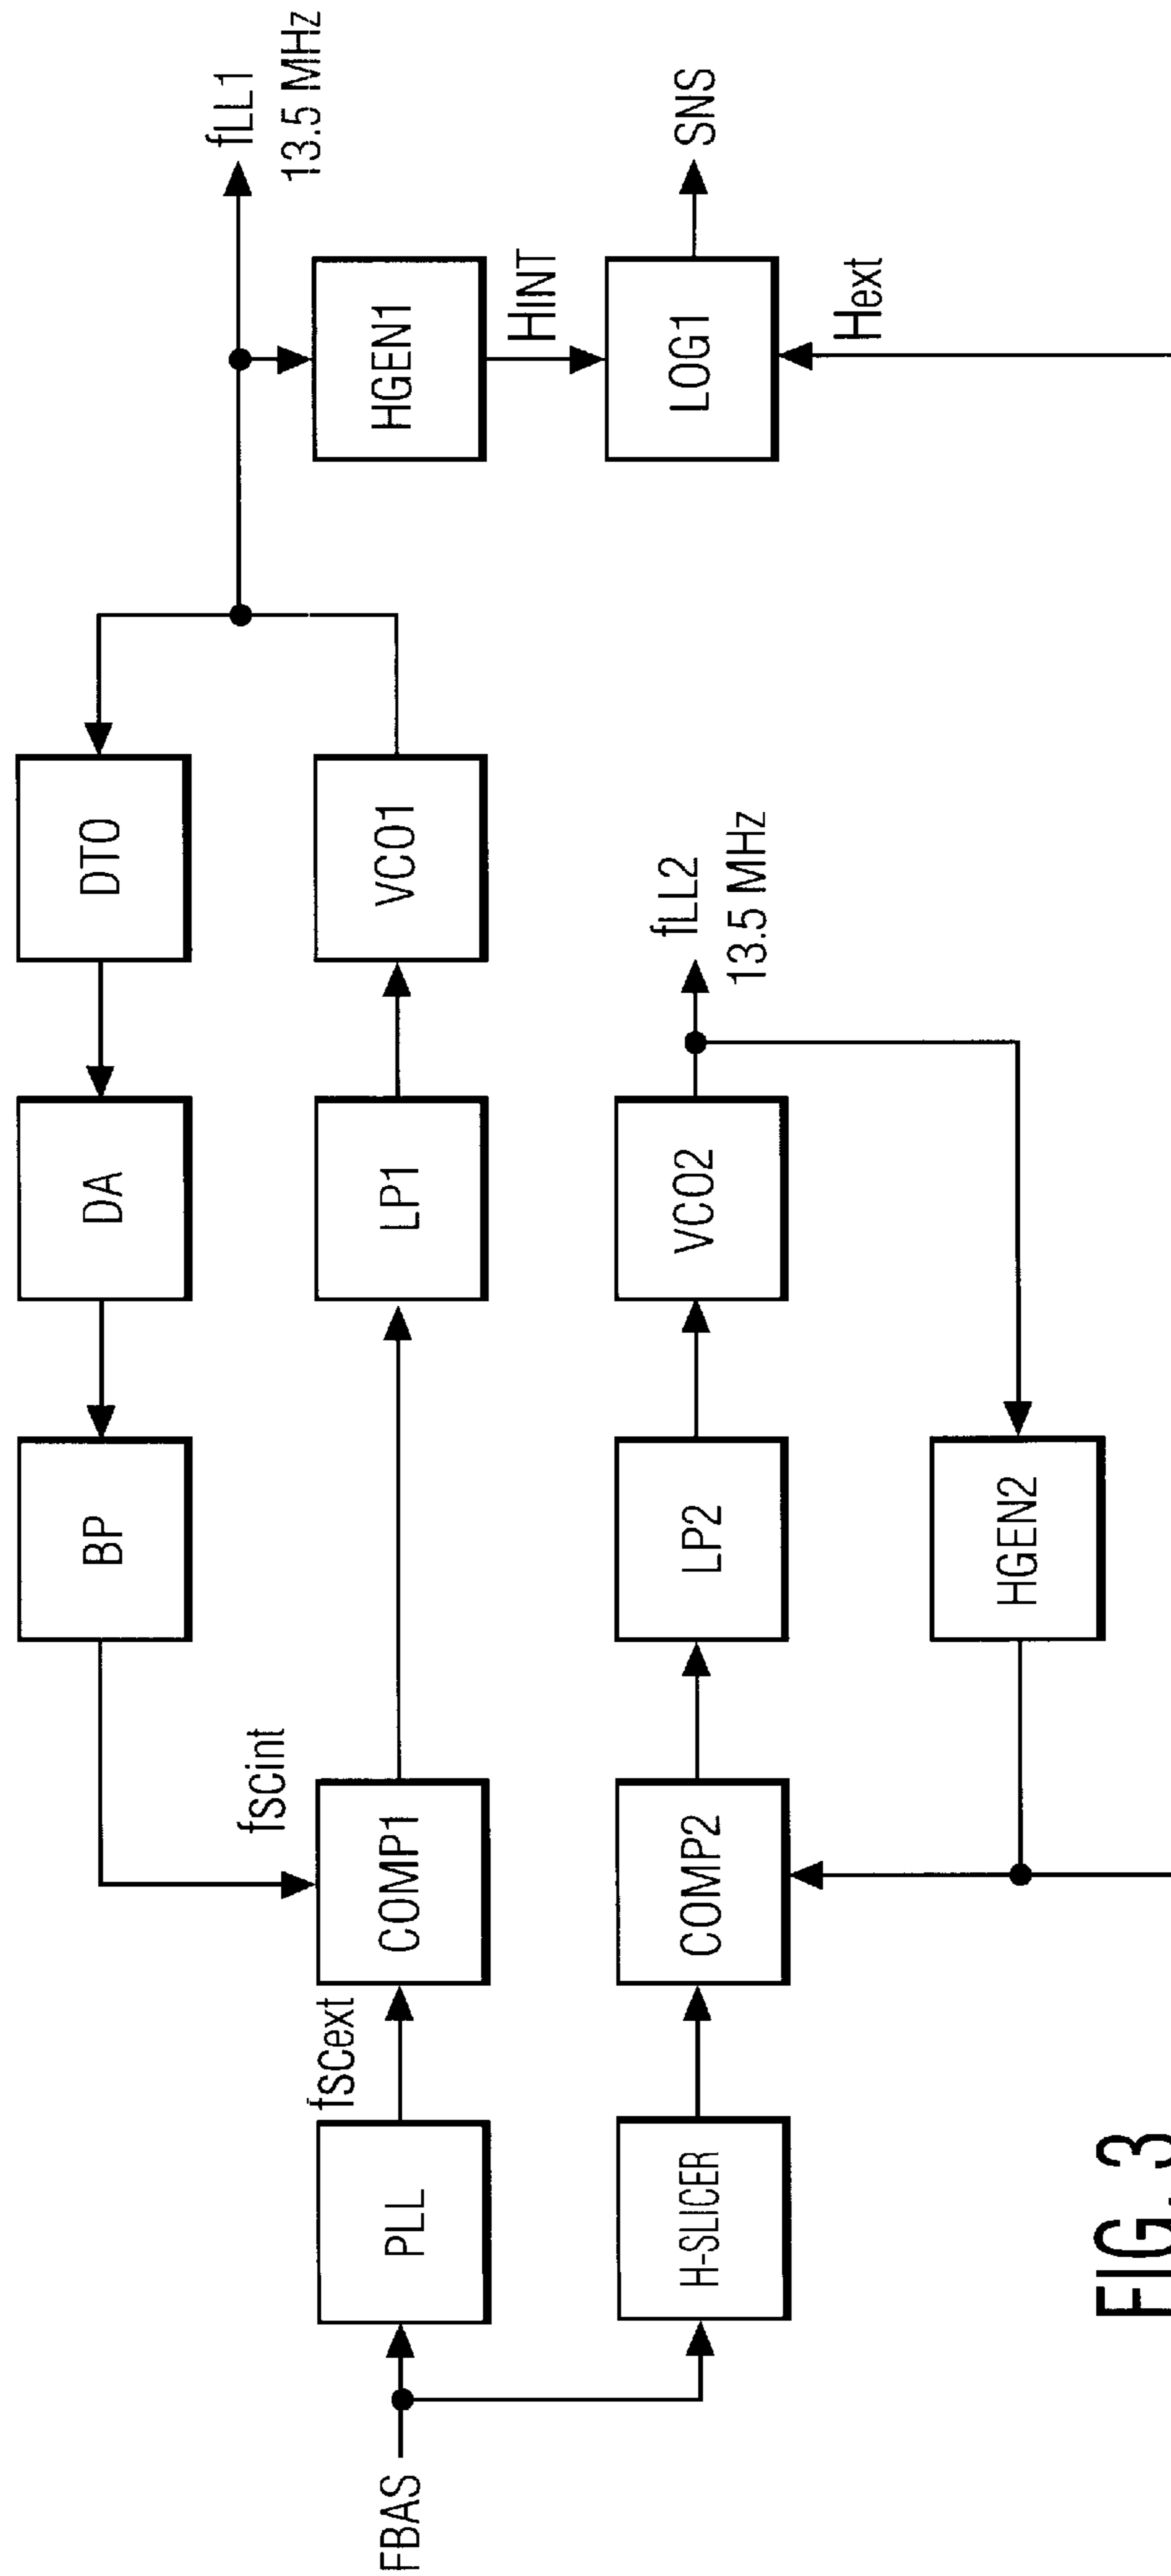 BP
DA
DTO
fLL1
13.5 MHz
fSCint
FBAS
PLL
fSCext
COMP1
LP1
VCO1
HGEN1
HINT
H-SLICER
COMP2
LP2
VCO2
fLL2
13.5 MHz
LOG1
SNS
Hext
HGEN2
FIG. 3